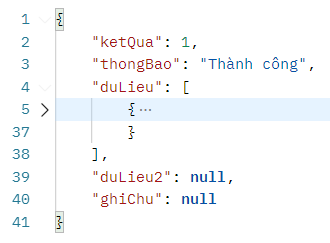 1 {
2 "ketQua": 1,
3 "thongBao": "Thành công",
4 "duLieu": [
5 { ...
37 }
38 ],
39 "duLieu2": null,
40 "ghiChu": null
41 }